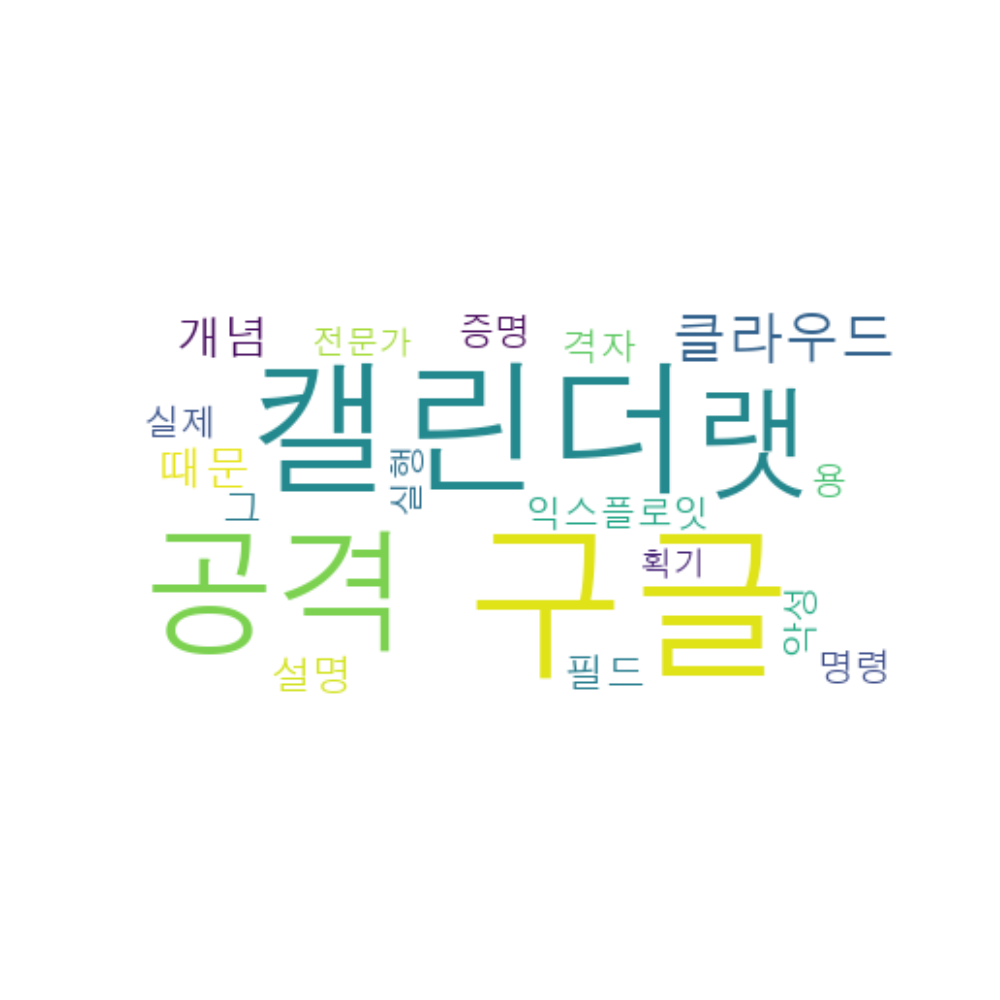 개념
전문가
증명
격자
클라우드
캘린더랫
실제
때문
실행
용
그
익스플로잇
공격
구글
획기
악성
설명
필드
명령